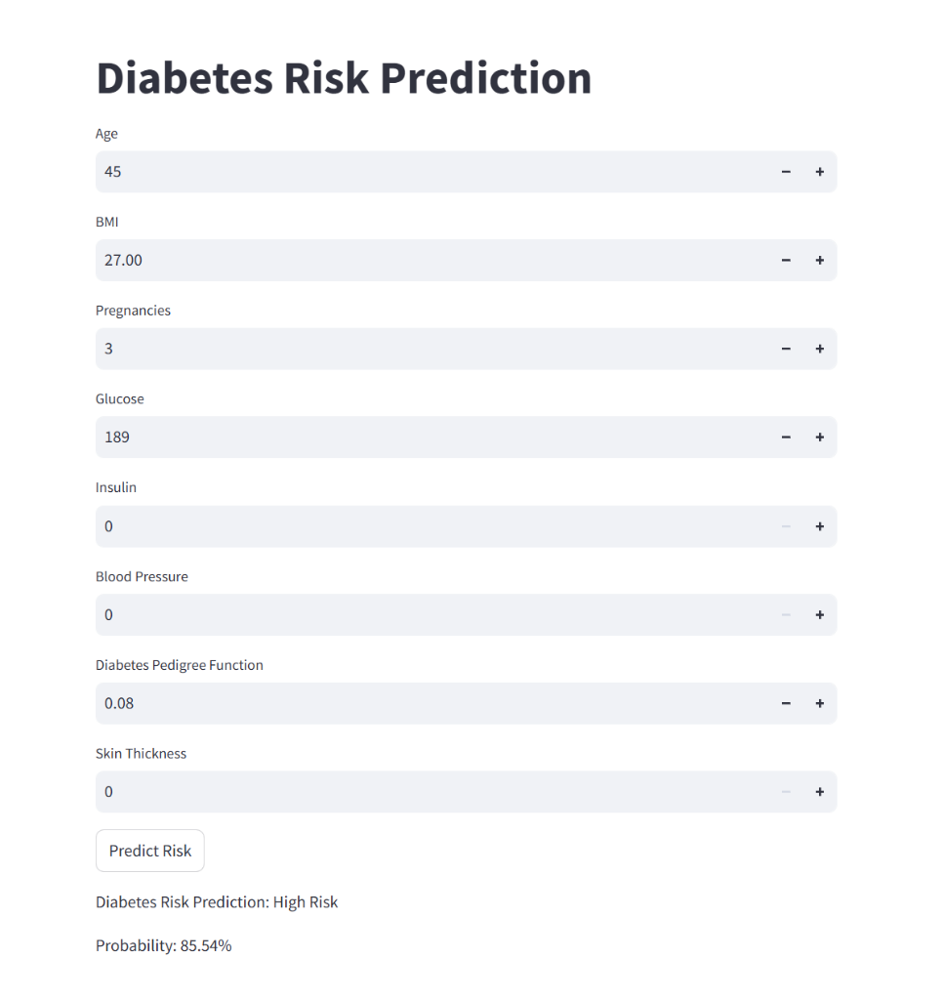 Diabetes Risk Prediction
Age
45
BMI
27.00
Pregnancies
3
Glucose
189
Insulin
0
Blood Pressure
0
Diabetes Pedigree Function
0.08
Skin Thickness
0
Predict Risk
Diabetes Risk Prediction: High Risk
Probability: 85.54%